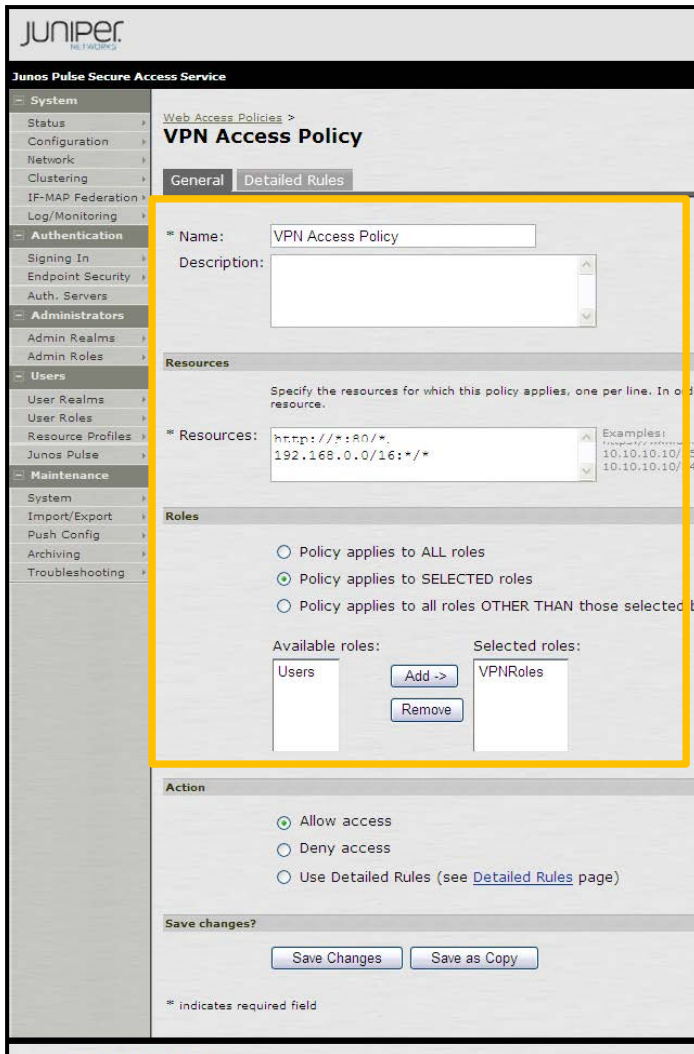 JUNIPER
NETWORKS
Junos Pulse Secure Access Service
System
Status
Configuration
Network
Clustering
IF-MAP Federation
Log/Monitoring
Authentication
Signing In
Endpoint Security
Auth. Servers
Administrators
Admin Realms
Admin Roles
Users
User Realms
User Roles
Resource Profiles
Junos Pulse
Maintenance
System
Import/Export
Push Config
Archiving
Troubleshooting
Web Access Policies >
VPN Access Policy
General Detailed Rules
* Name: VPN Access Policy
Description:
Resources
Specify the resources for which this policy applies, one per line. In
resource.
* Resources: http://*:80/*,
192.168.0.0/16:*/*
Examples:
10.10.10.10/
10.10.10.10/
Roles
Policy applies to ALL roles
Policy applies to SELECTED roles
Policy applies to all roles OTHER THAN those selected
Available roles: Selected roles:
Users Add -> VPNRoles
Remove
Action
Allow access
Deny access
Use Detailed Rules (see Detailed Rules page)
Save changes?
Save Changes Save as Copy
* indicates required field